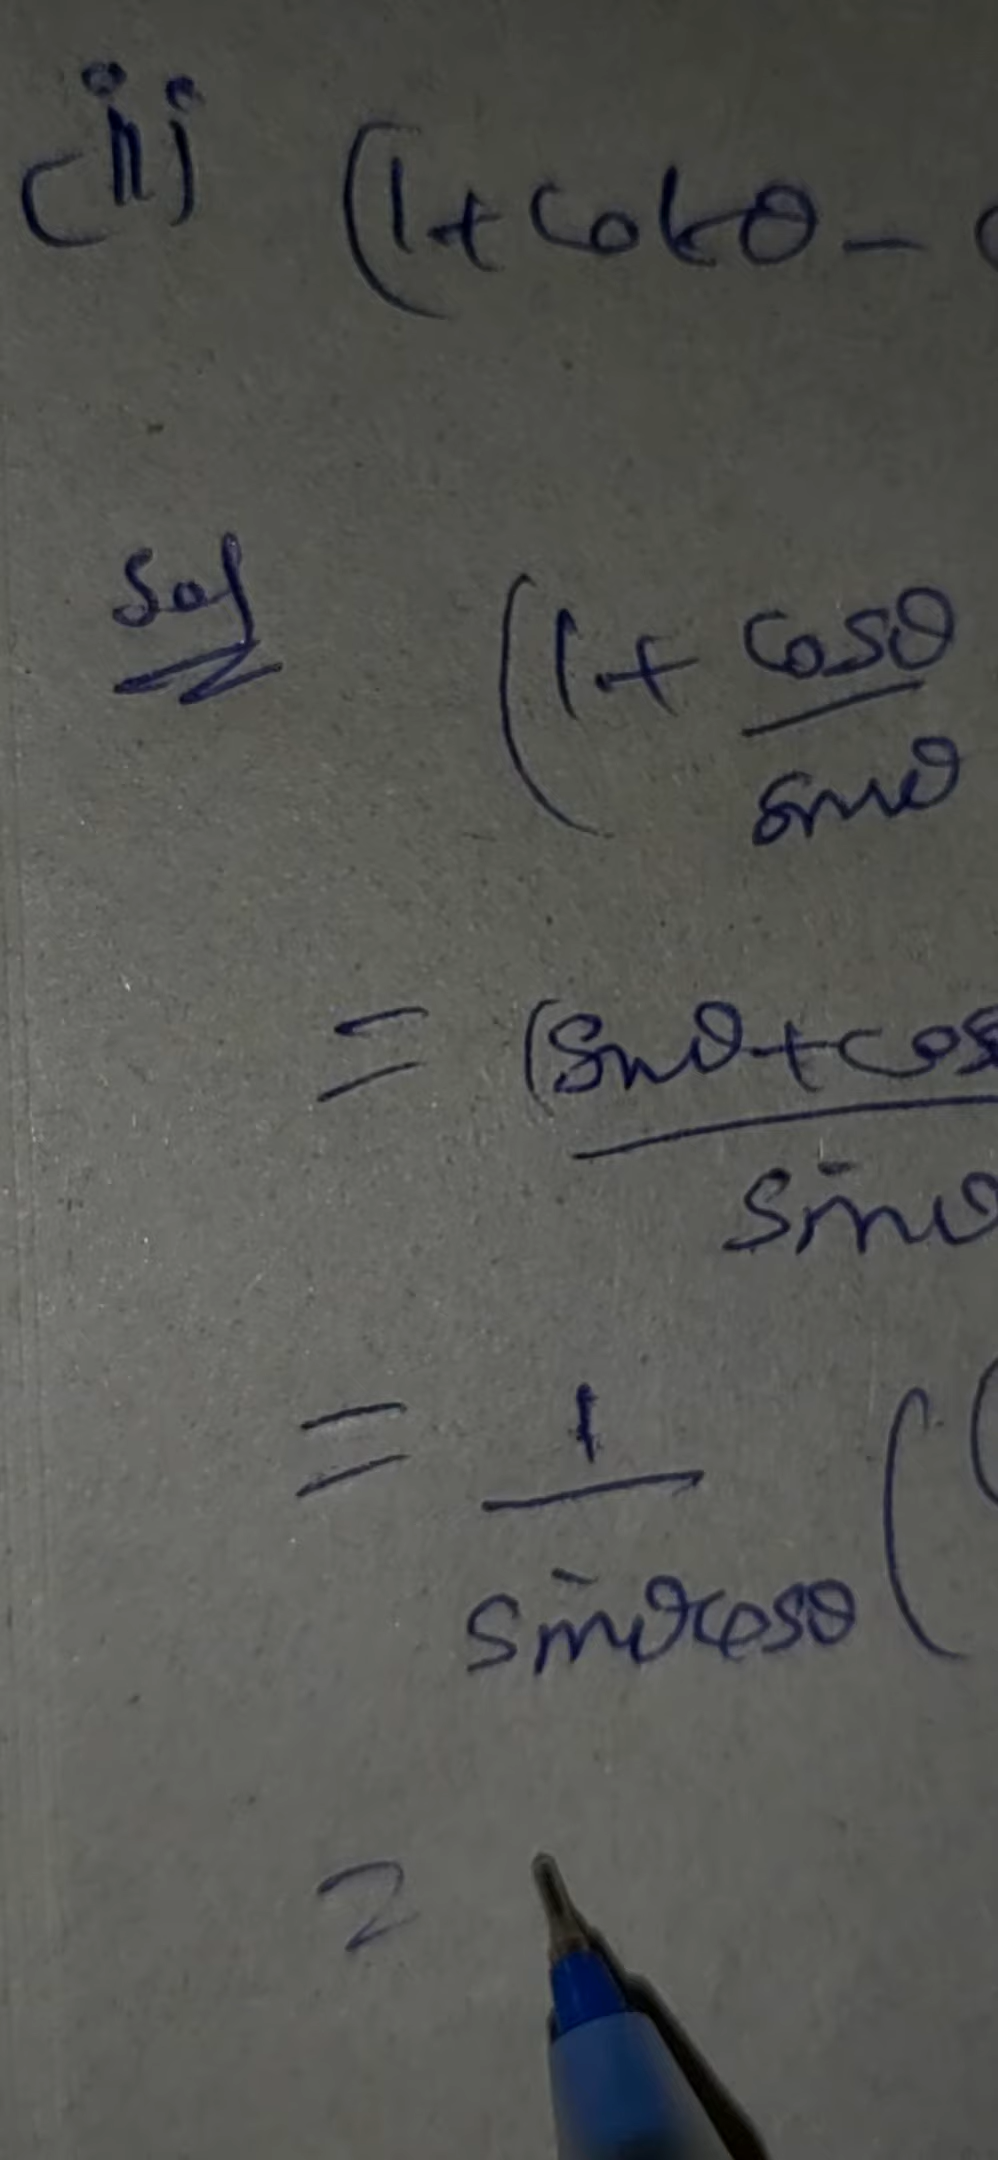 (ii) (1 + cotθ -
Sol (1 + cosθ
sinθ
= (sinθ + cos
sinθ
= 1 (
sinθcosθ
=